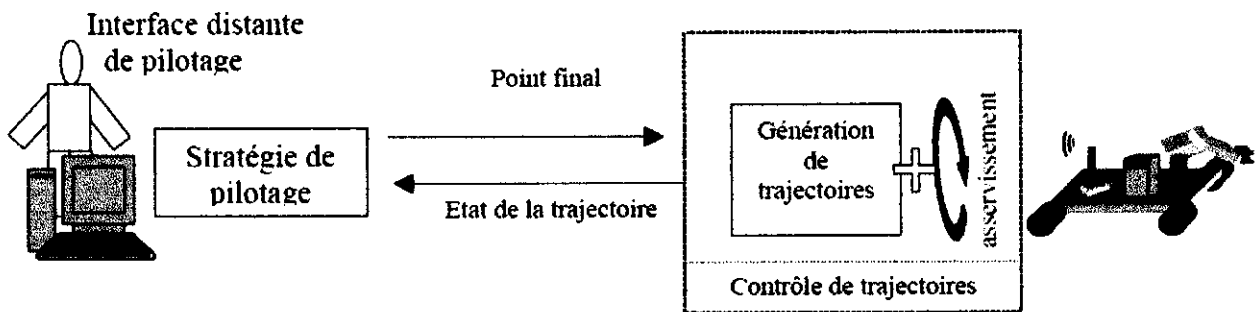 Interface distante
de pilotage
Stratégie de
pilotage
Point final
Etat de la trajectoire
Génération
de
trajectoires
asservissement
Contrôle de trajectoires